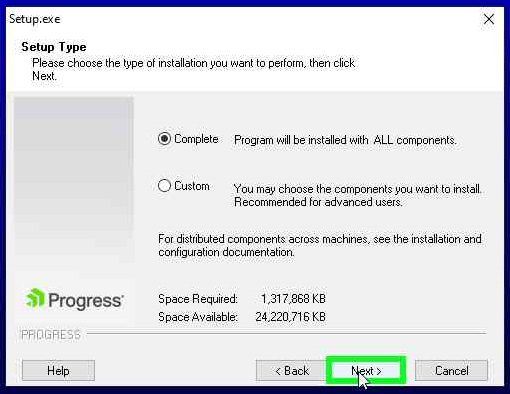 Setup.exe
Setup Type
Please choose the type of installation you want to perform, then click
Next.
Complete Program will be installed with ALL components.
Custom You may choose the components you want to install.
Recommended for advanced users.
For distributed components across machines, see the installation and
configuration documentation.
Progress
Space Required: 1,317,868 KB
Space Available: 24,220,716 KB
PROGRESS
Help < Back Next > Cancel